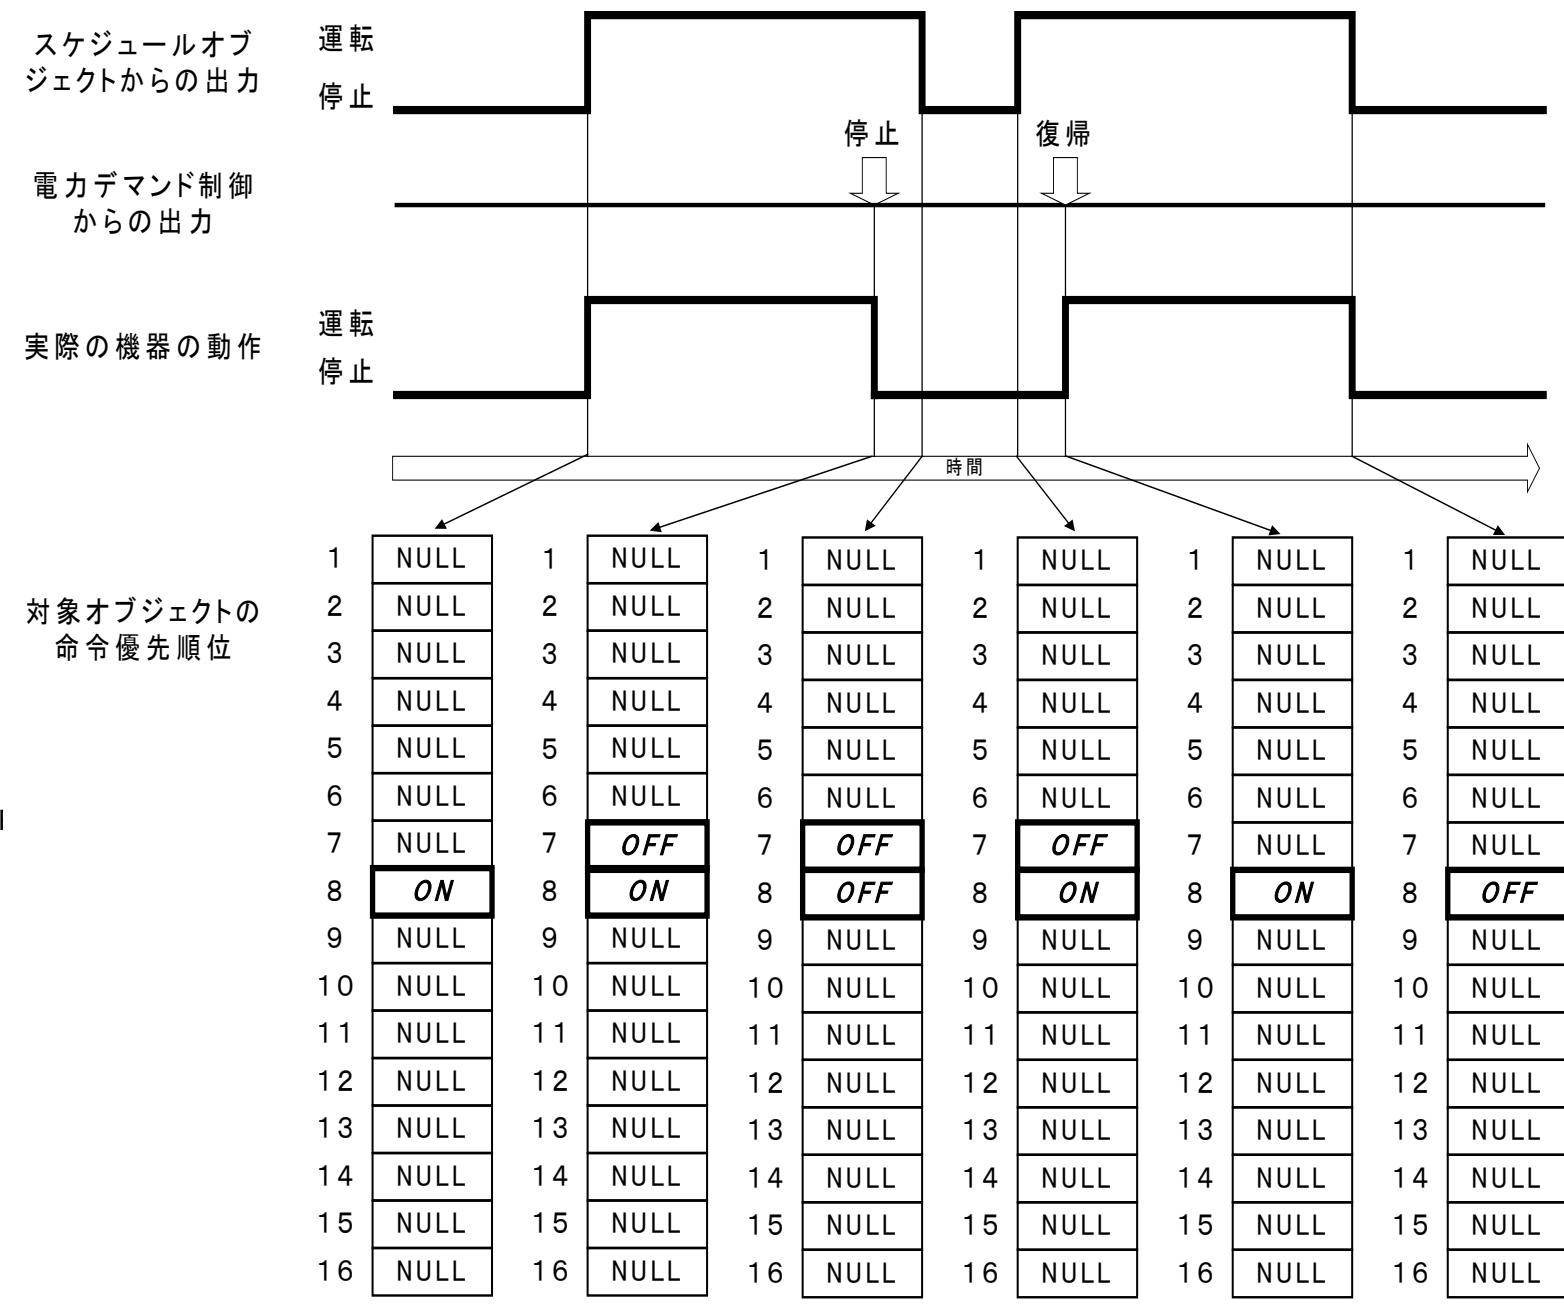 スケジュールオブ
ジェクトからの出力
運転
停止
停止
復帰
電力デマンド制御
からの出力
実際の機器の動作
運転
停止
時間
対象オブジェクトの
命令優先順位
1 NULL 1 NULL 1 NULL 1 NULL 1 NULL 1 NULL
2 NULL 2 NULL 2 NULL 2 NULL 2 NULL 2 NULL
3 NULL 3 NULL 3 NULL 3 NULL 3 NULL 3 NULL
4 NULL 4 NULL 4 NULL 4 NULL 4 NULL 4 NULL
5 NULL 5 NULL 5 NULL 5 NULL 5 NULL 5 NULL
6 NULL 6 NULL 6 NULL 6 NULL 6 NULL 6 NULL
7 NULL 7 OFF 7 OFF 7 OFF 7 NULL 7 NULL
8 ON 8 ON 8 OFF 8 ON 8 ON 8 OFF
9 NULL 9 NULL 9 NULL 9 NULL 9 NULL 9 NULL
10 NULL 10 NULL 10 NULL 10 NULL 10 NULL 10 NULL
11 NULL 11 NULL 11 NULL 11 NULL 11 NULL 11 NULL
12 NULL 12 NULL 12 NULL 12 NULL 12 NULL 12 NULL
13 NULL 13 NULL 13 NULL 13 NULL 13 NULL 13 NULL
14 NULL 14 NULL 14 NULL 14 NULL 14 NULL 14 NULL
15 NULL 15 NULL 15 NULL 15 NULL 15 NULL 15 NULL
16 NULL 16 NULL 16 NULL 16 NULL 16 NULL 16 NULL